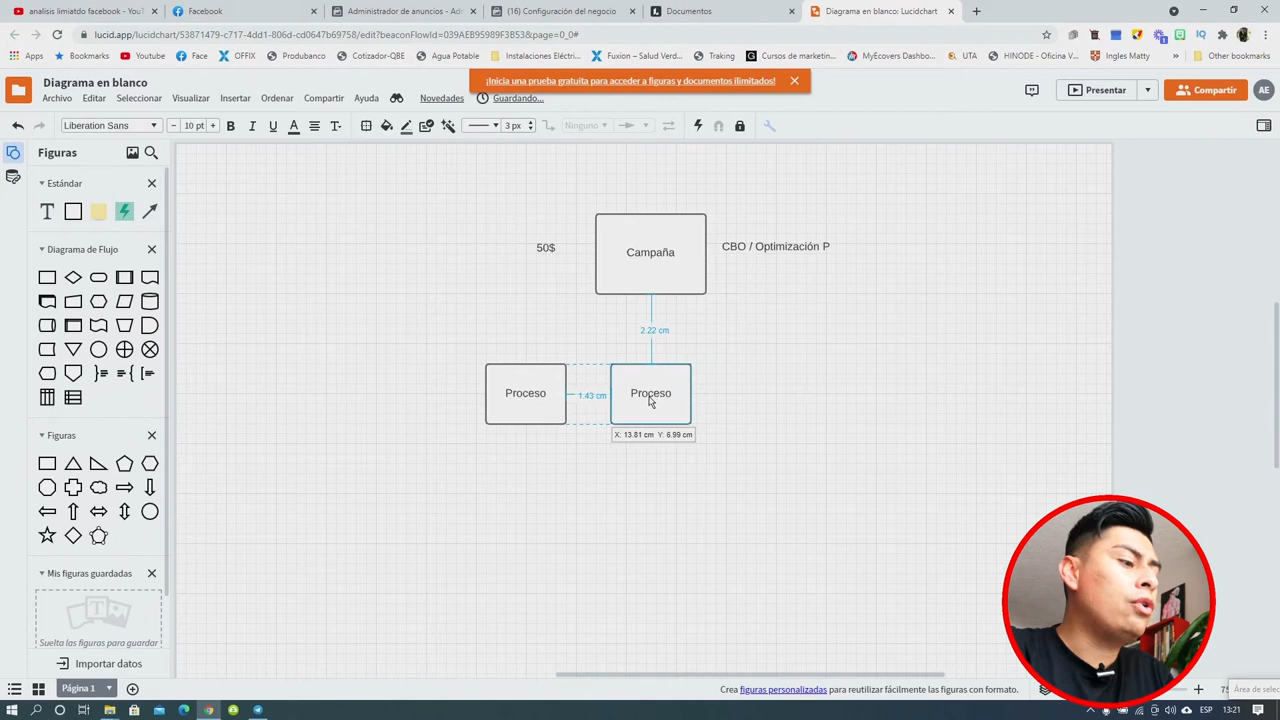 analisis limiatdo facebook - YouT
Facebook
Administrador de anuncios - Adm
(16) Configuración del negocio
Documentos
Diagrama en blanco: Lucidchart
lucid.app/lucidchart/53871479-c717-4dd1-806d-cd0647b69758/edit?beaconFlowId=039AEB95989F3B53&page=0_0#
Apps
Bookmarks
Youtube
Face
OFFIX
Produbanco
Cotizador-QBE
Agua Potable
Instalaciones Eléctri...
Fuxion – Salud Verd...
Traking
Cursos de marketin...
MyEcovers Dashbo...
UTA
HINODE - Oficina V...
Ingles Matty
»
Other bookmarks
Diagrama en blanco
¡Inicia una prueba gratuita para acceder a figuras y documentos ilimitados!
Archivo
Editar
Seleccionar
Visualizar
Insertar
Ordenar
Compartir
Ayuda
Novedades
Guardando...
Presentar
Compartir
AE
Liberation Sans
10 pt
B
I
U
A
3 px
Ninguno
Figuras
Estándar
T
Diagrama de Flujo
Figuras
Mis figuras guardadas
Suelta las figuras para guardar
Importar datos
50$
Campaña
CBO / Optimización P
2.22 cm
Proceso
1.43 cm
Proceso
X: 13.81 cm Y: 6.99 cm
Página 1
Crea figuras personalizadas para reutilizar fácilmente las figuras con formato.
Área de selec
ESP
13:21